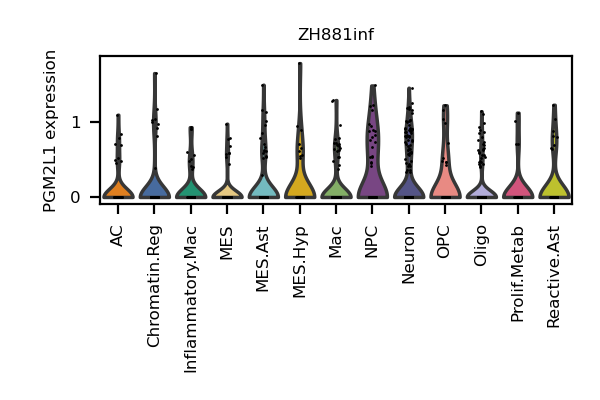 ZH881inf
PGM2L1 expression
1
0
AC
Chromatin.Reg
Inflammatory.Mac
MES
MES.Ast
MES.Hyp
Mac
NPC
Neuron
OPC
Oligo
Prolif.Metab
Reactive.Ast